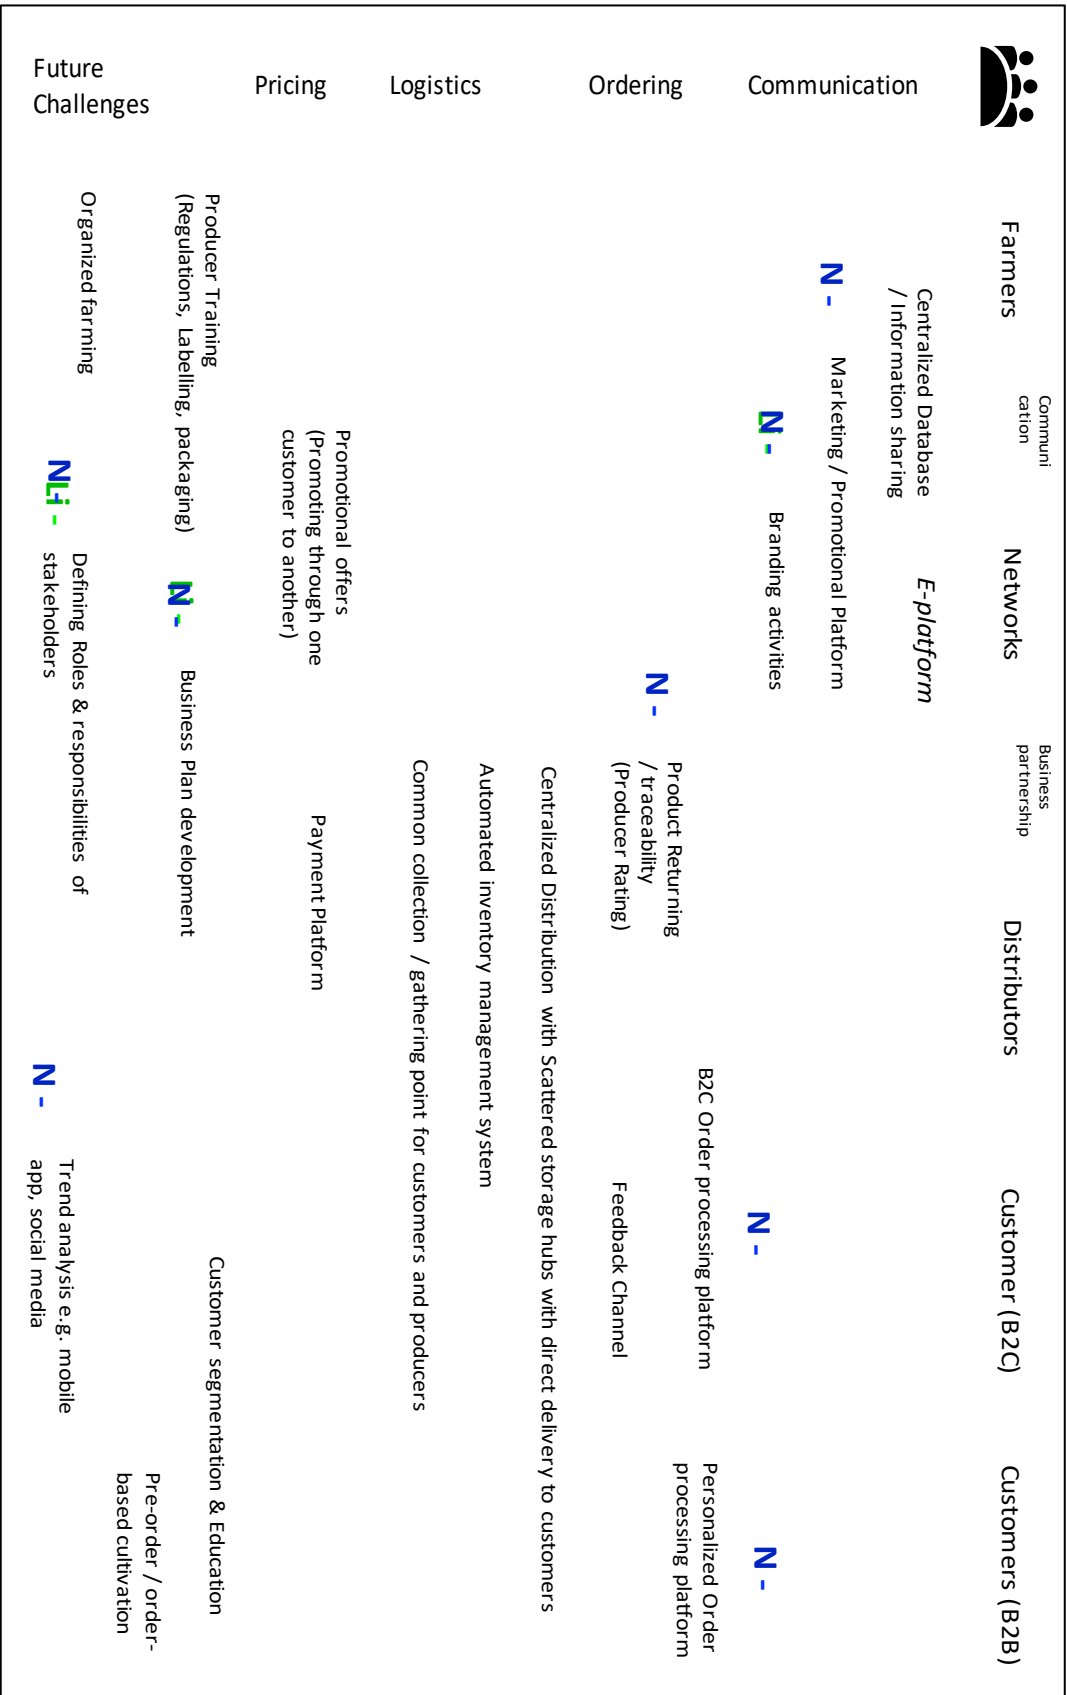 Future
Challenges
Pricing
Logistics
Ordering
Communication
Farmers
Communi
cation
Networks
Business
partnership
Distributors
Customer (B2C)
Customers (B2B)
Centralized Database
/ Information sharing
E-platform
N -
Marketing / Promotional Platform
N -
Branding activities
N -
N -
B2C Order processing platform
Personalized Order
processing platform
N -
Product Returning
/ traceability
(Producer Rating)
Feedback Channel
Centralized Distribution with Scattered storage hubs with direct delivery to customers
Automated inventory management system
Common collection / gathering point for customers and producers
Promotional offers
(Promoting through one
customer to another)
Payment Platform
Producer Training
(Regulations, Labelling, packaging)
N -
Business Plan development
Customer segmentation & Education
Pre-order / order-
based cultivation
Organized farming
N
Li -
Defining Roles & responsibilities of
stakeholders
N -
Trend analysis e.g. mobile
app, social media